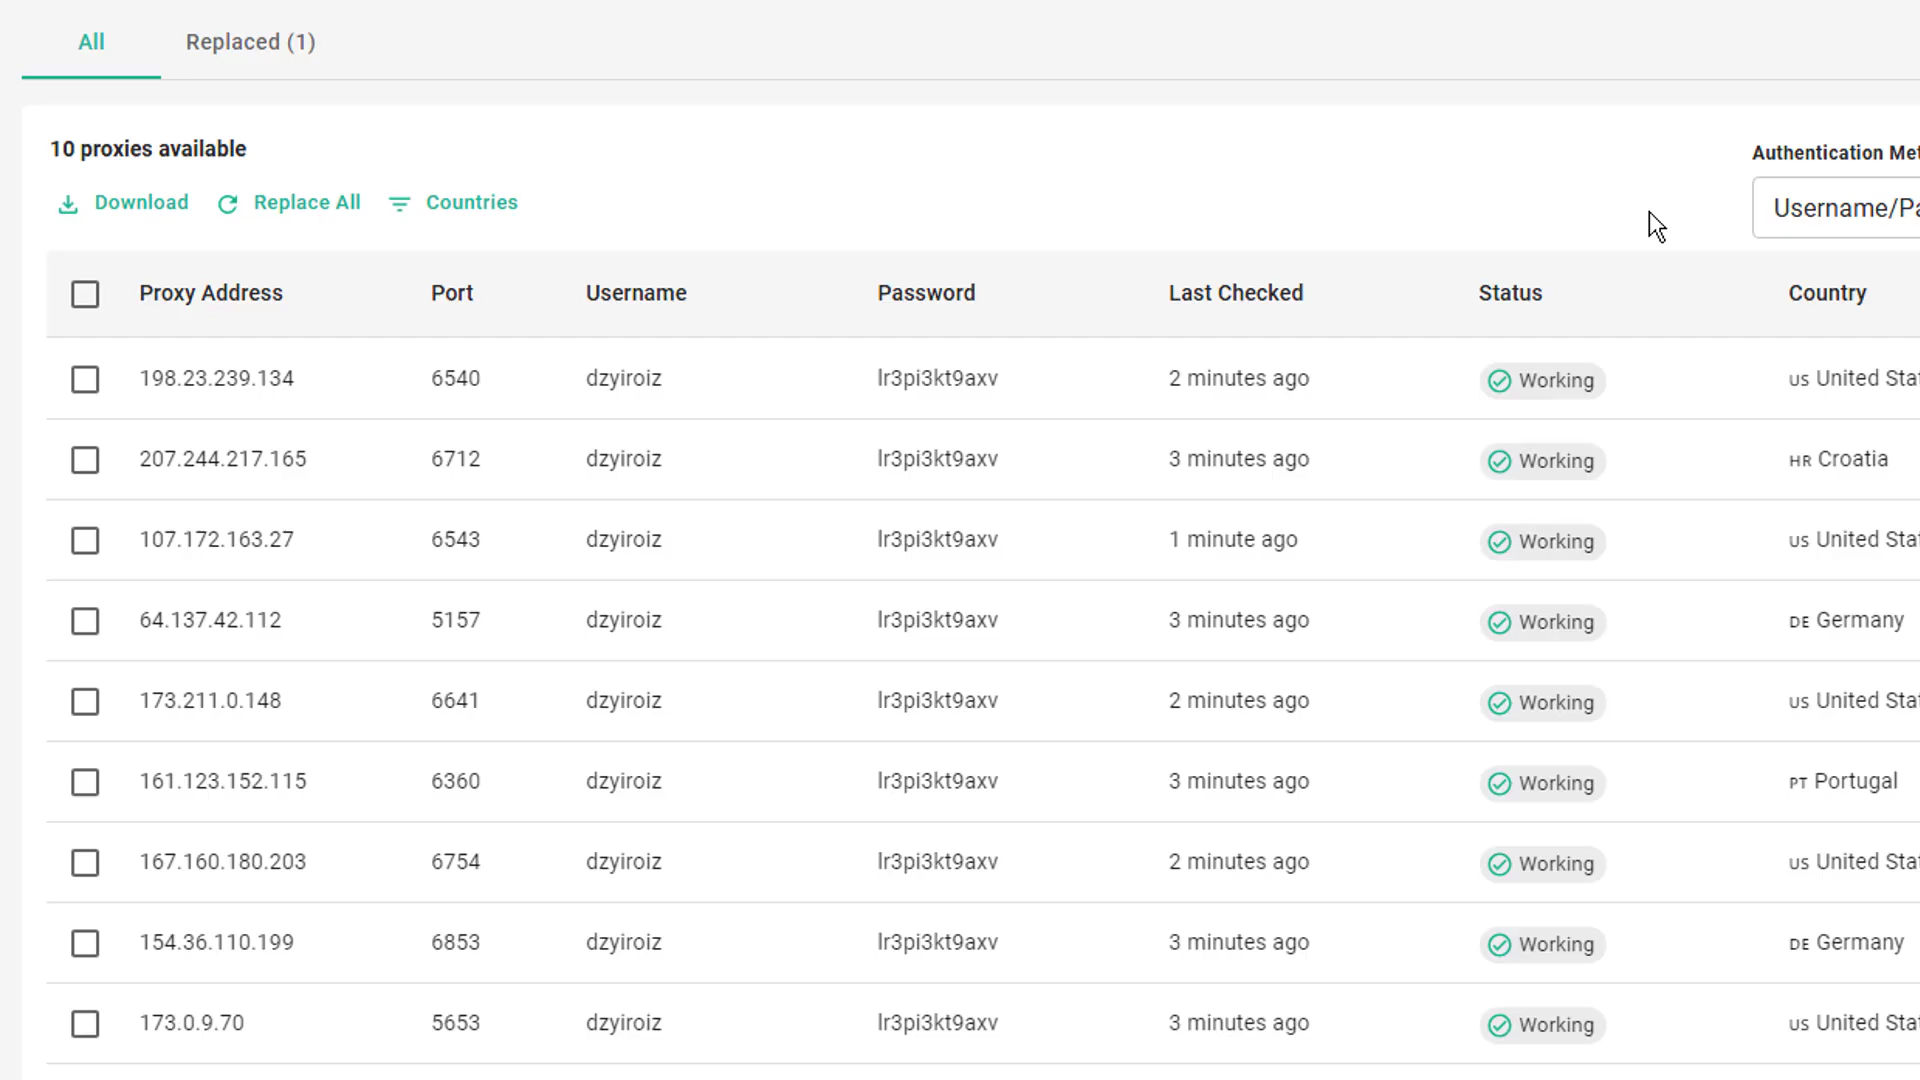 All Replaced (1)
10 proxies available
Authentication Met
Download Replace All Countries
Username/Pa
Proxy Address Port Username Password Last Checked Status Country
198.23.239.134 6540 dzyiroiz lr3pi3kt9axv 2 minutes ago Working US United Stat
207.244.217.165 6712 dzyiroiz lr3pi3kt9axv 3 minutes ago Working HR Croatia
107.172.163.27 6543 dzyiroiz lr3pi3kt9axv 1 minute ago Working US United Stat
64.137.42.112 5157 dzyiroiz lr3pi3kt9axv 3 minutes ago Working DE Germany
173.211.0.148 6641 dzyiroiz lr3pi3kt9axv 2 minutes ago Working US United Stat
161.123.152.115 6360 dzyiroiz lr3pi3kt9axv 3 minutes ago Working PT Portugal
167.160.180.203 6754 dzyiroiz lr3pi3kt9axv 2 minutes ago Working US United Stat
154.36.110.199 6853 dzyiroiz lr3pi3kt9axv 3 minutes ago Working DE Germany
173.0.9.70 5653 dzyiroiz lr3pi3kt9axv 3 minutes ago Working US United Stat